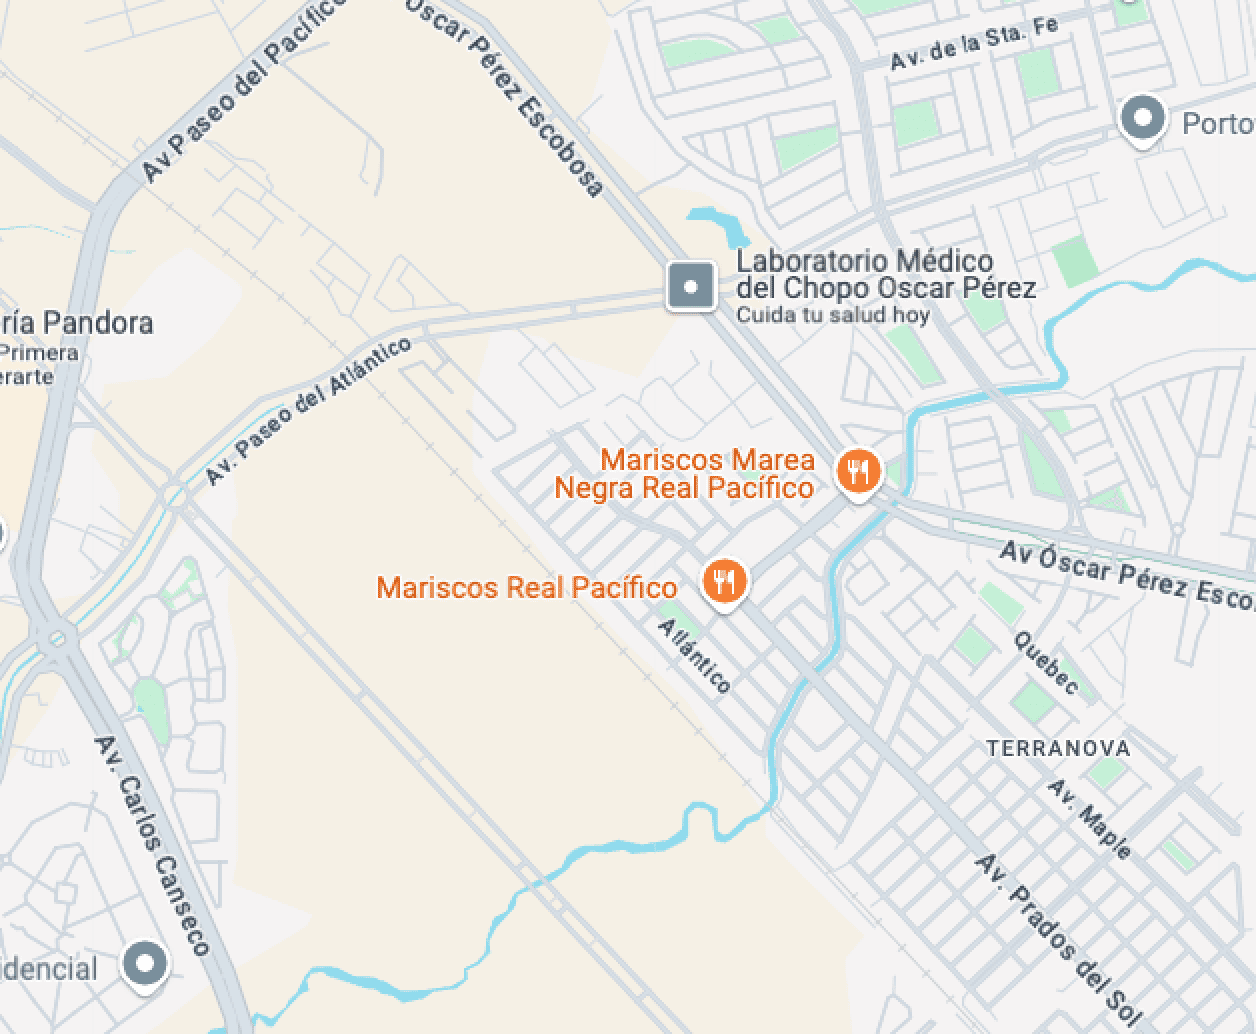 Av Paseo del Pacífico
Oscar Pérez Escobosa
Av. de la Sta. Fe
Porto
Laboratorio Médico
del Chopo Oscar Pérez
Cuida tu salud hoy
ría Pandora
Primera
erarte
Av. Paseo del Atlántico
Mariscos Marea
Negra Real Pacífico
Av Óscar Pérez Esco
Mariscos Real Pacífico
Atlántico
Quebec
TERRANOVA
Av. Maple
Av. Carlos Canseco
Av. Prados del Sol
idencial